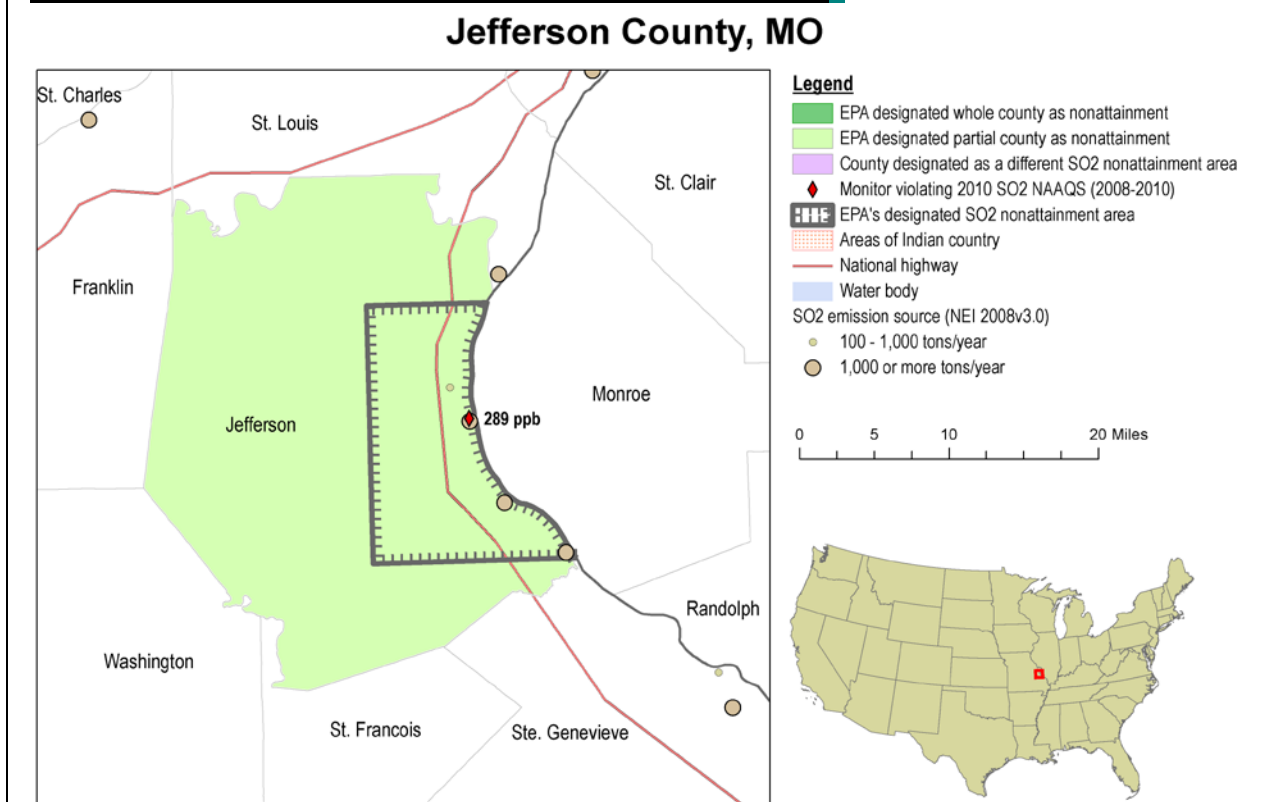 Jefferson County, MO
St. Charles
St. Louis
St. Clair
Franklin
Jefferson
Monroe
289 ppb
Randolph
Washington
St. Francois
Ste. Genevieve
Legend
EPA designated whole county as nonattainment
EPA designated partial county as nonattainment
County designated as a different SO2 nonattainment area
Monitor violating 2010 SO2 NAAQS (2008-2010)
EPA's designated SO2 nonattainment area
Areas of Indian country
National highway
Water body
SO2 emission source (NEI 2008v3.0)
100 - 1,000 tons/year
1,000 or more tons/year
0 5 10 20 Miles